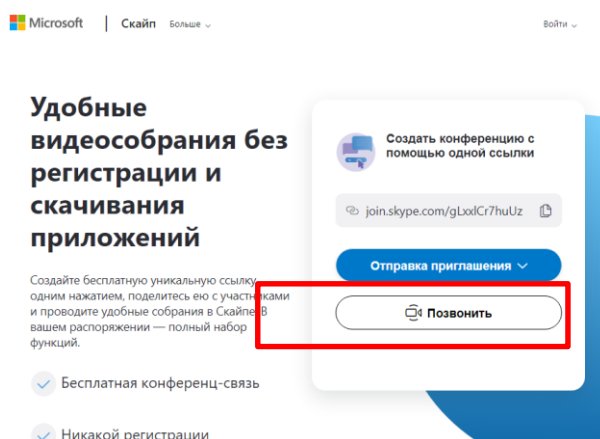 Microsoft
Скайп
Больше
Войти
Удобные
видеособрания без
регистрации и
скачивания
приложений
Создайте бесплатную уникальную ссылку
одним нажатием, поделитесь ею с участниками
и проводите удобные собрания в Скайпе. В
вашем распоряжении — полный набор
функций.
Бесплатная конференц-связь
Никакой регистрации
Создать конференцию с
помощью одной ссылки
join.skype.com/gLxxlCr7huUz
Отправка приглашения
Позвонить